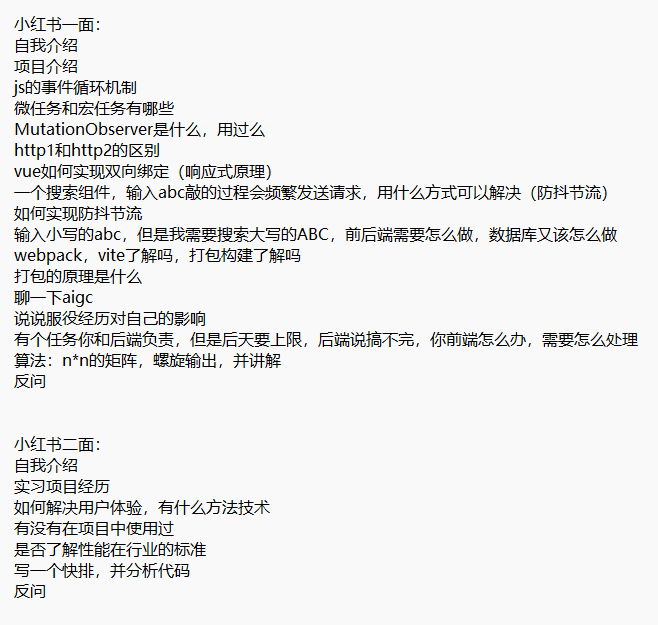 小红书一面：
自我介绍
项目介绍
js的事件循环机制
微任务和宏任务有哪些
MutationObserver是什么，用过么
http1和http2的区别
vue如何实现双向绑定（响应式原理）
一个搜索组件，输入abc敲的过程会频繁发送请求，用什么方式可以解决（防抖节流）
如何实现防抖节流
输入小写的abc，但是我需要搜索大写的ABC，前后端需要怎么做，数据库又该怎么做
webpack，vite了解吗，打包构建了解吗
打包的原理是什么
聊一下aigc
说说服役经历对自己的影响
有个任务你和后端负责，但是后天要上限，后端说搞不完，你前端怎么办，需要怎么处理
算法：n*n的矩阵，螺旋输出，并讲解
反问
小红书二面：
自我介绍
实习项目经历
如何解决用户体验，有什么方法技术
有没有在项目中使用过
是否了解性能在行业的标准
写一个快排，并分析代码
反问